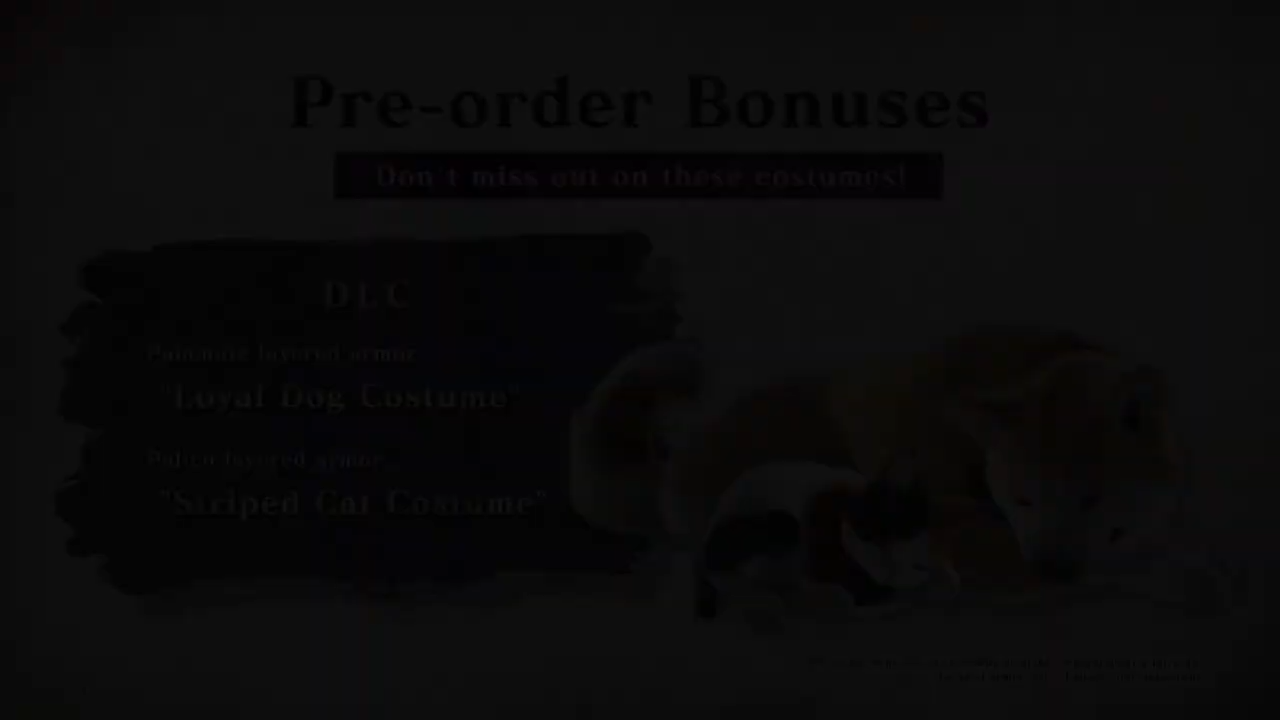 Pre-order Bonuses
Don't miss out on these costumes!
DLC
Palamute layered armor
"Loyal Dog Costume"
Palico layered armor
"Striped Cat Costume"